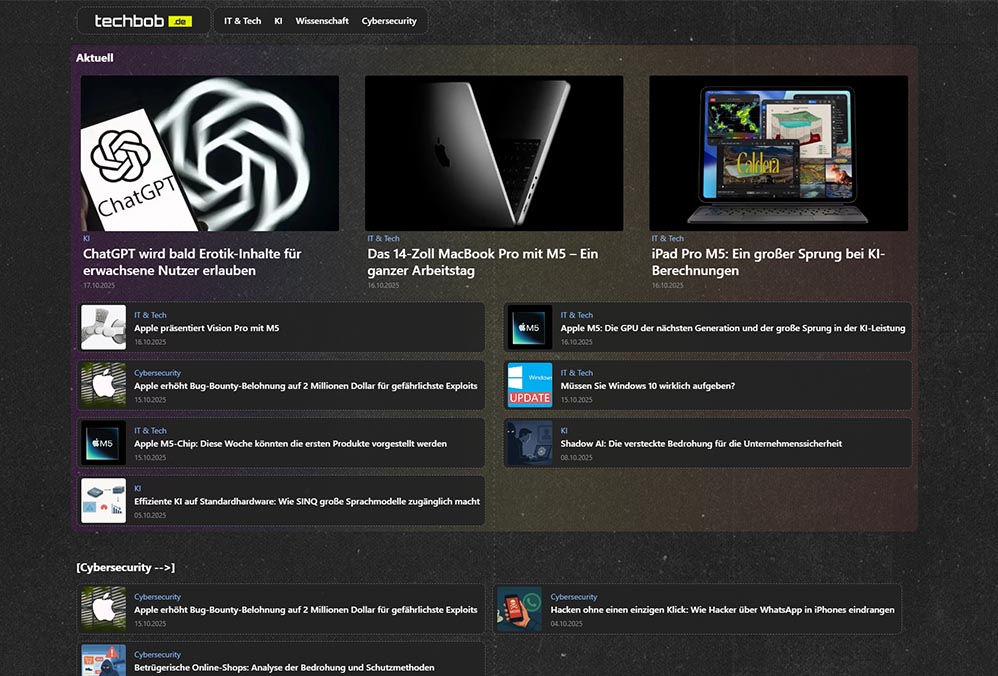 techbob .de
IT & Tech KI Wissenschaft Cybersecurity
Aktuell
ChatGPT
Caldera
KI
ChatGPT wird bald Erotik-Inhalte für
erwachsene Nutzer erlauben
17.10.2025
IT & Tech
Das 14-Zoll MacBook Pro mit M5 – Ein
ganzer Arbeitstag
16.10.2025
IT & Tech
iPad Pro M5: Ein großer Sprung bei KI-
Berechnungen
16.10.2025
IT & Tech
Apple präsentiert Vision Pro mit M5
16.10.2025
M5
IT & Tech
Apple M5: Die GPU der nächsten Generation und der große Sprung in der KI-Leistung
16.10.2025
Cybersecurity
Apple erhöht Bug-Bounty-Belohnung auf 2 Millionen Dollar für gefährlichste Exploits
15.10.2025
Windows
UPDATE
IT & Tech
Müssen Sie Windows 10 wirklich aufgeben?
15.10.2025
M5
IT & Tech
Apple M5-Chip: Diese Woche könnten die ersten Produkte vorgestellt werden
15.10.2025
KI
Shadow AI: Die versteckte Bedrohung für die Unternehmenssicherheit
08.10.2025
KI
Effiziente KI auf Standardhardware: Wie SINQ große Sprachmodelle zugänglich macht
05.10.2025
[Cybersecurity -->]
Cybersecurity
Apple erhöht Bug-Bounty-Belohnung auf 2 Millionen Dollar für gefährlichste Exploits
15.10.2025
Cybersecurity
Hacken ohne einen einzigen Klick: Wie Hacker über WhatsApp in iPhones eindrangen
04.10.2025
Cybersecurity
Betrügerische Online-Shops: Analyse der Bedrohung und Schutzmethoden